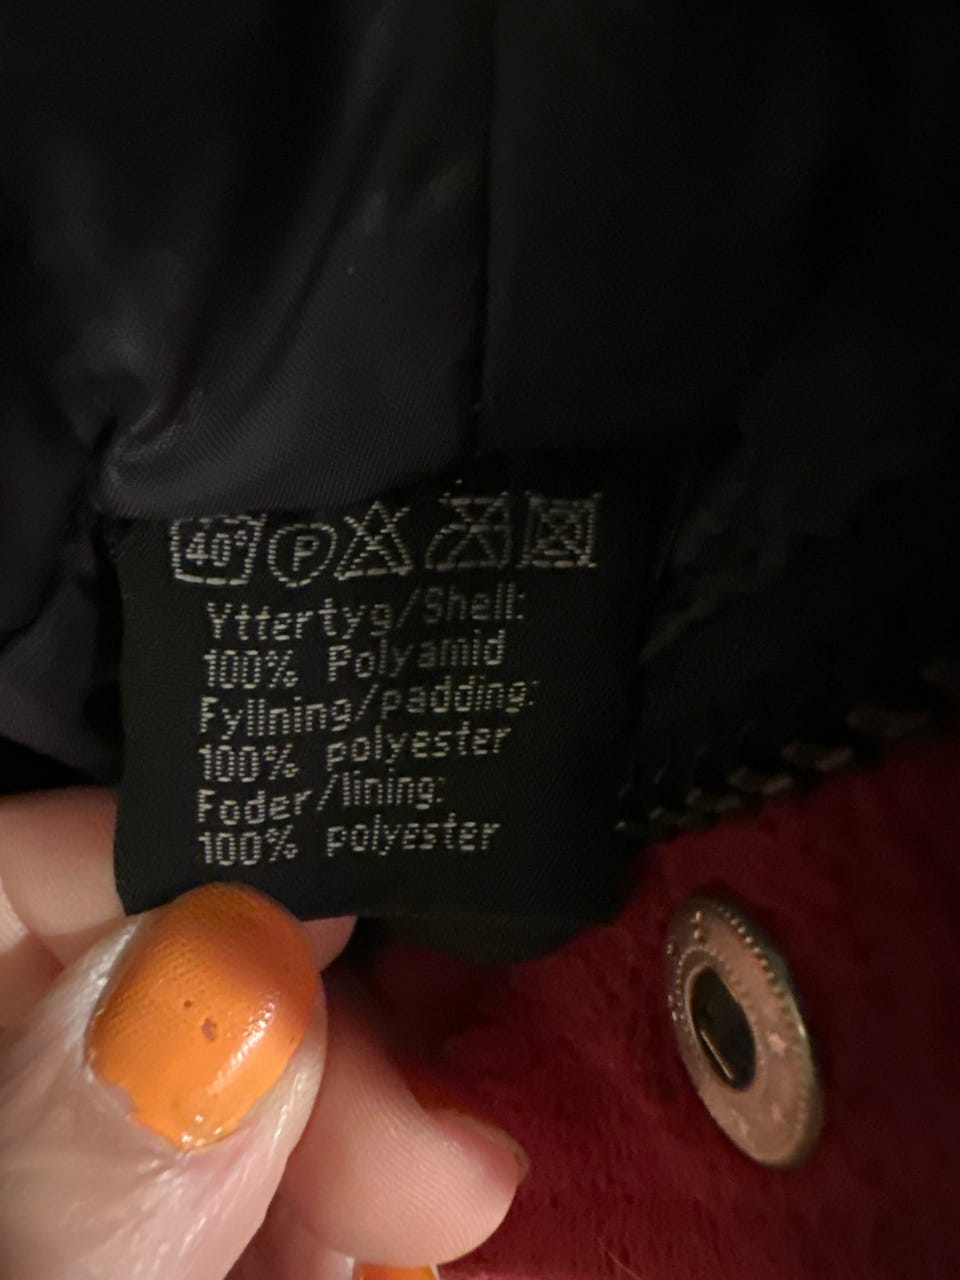 40° P
Yttertyg/Shell:
100% Polyamid
Fyllning/padding:
100% polyester
Foder/lining:
100% polyester